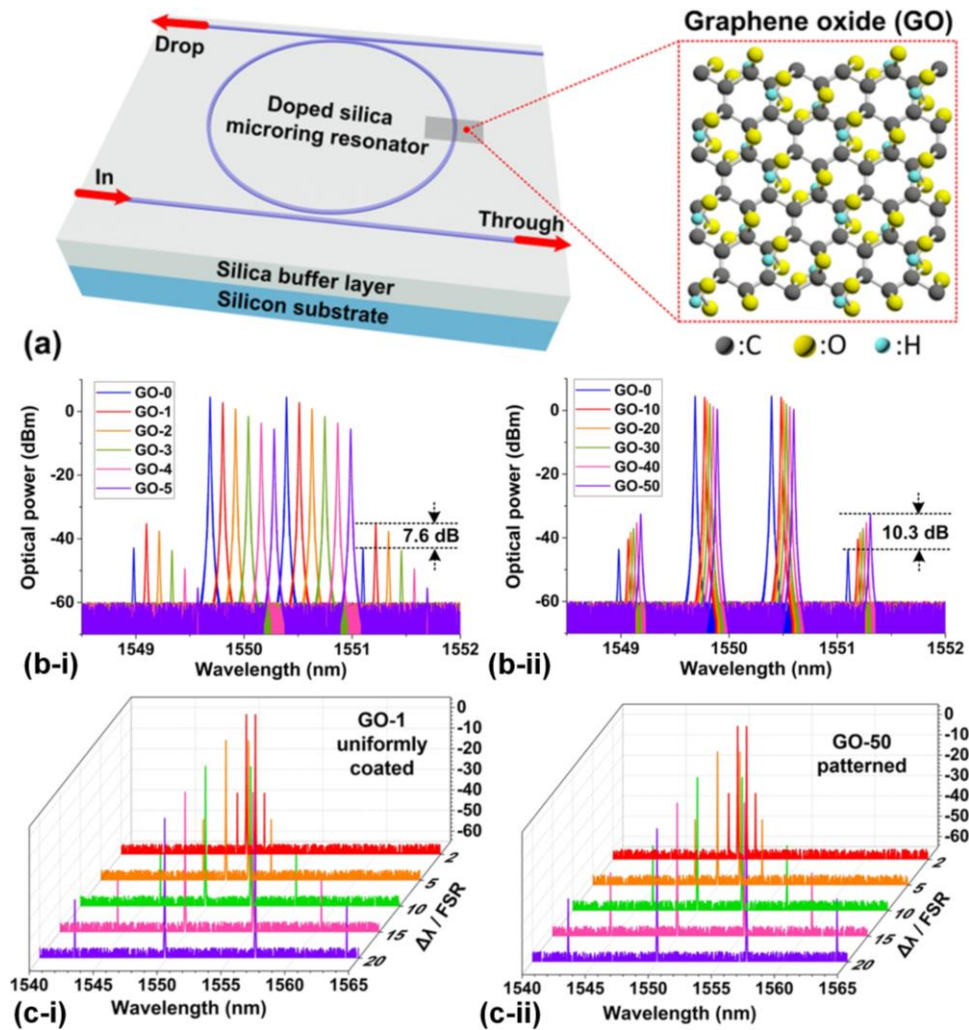 Graphene oxide (GO)
Drop
Doped silica
microring resonator
In
Through
Silica buffer layer
Silicon substrate
(a)
:C :O :H
GO-0
GO-1
GO-2
GO-3
GO-4
GO-5
Optical power (dBm)
0
-20
-40
-60
7.6 dB
1549 1550 1551 1552
Wavelength (nm)
(b-i)
GO-0
GO-10
GO-20
GO-30
GO-40
GO-50
Optical power (dBm)
0
-20
-40
-60
10.3 dB
1549 1550 1551 1552
Wavelength (nm)
(b-ii)
GO-1
uniformly
coated
0
-10
-20
-30
-40
-50
-60
2
5
10
15
20
Δλ / FSR
1540 1545 1550 1555 1560 1565
Wavelength (nm)
(c-i)
GO-50
patterned
0
-10
-20
-30
-40
-50
-60
2
5
10
15
20
Δλ / FSR
1540 1545 1550 1555 1560 1565
Wavelength (nm)
(c-ii)